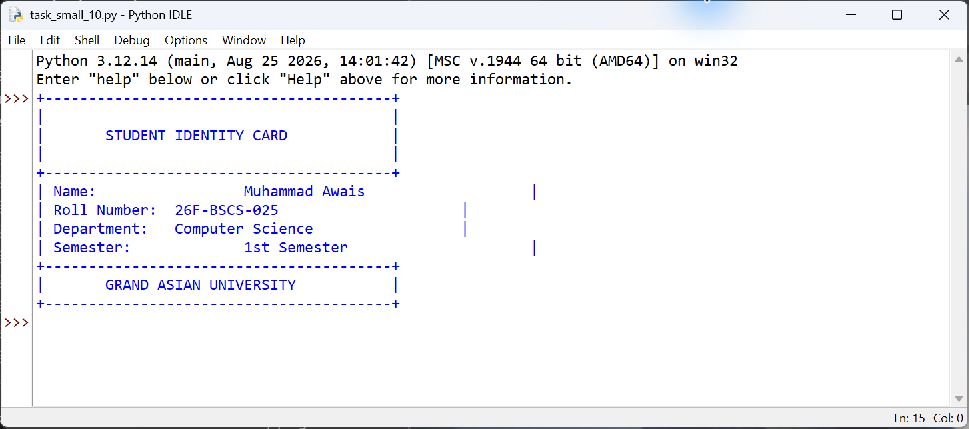 task_small_10.py - Python IDLE
File Edit Shell Debug Options Window Help
Python 3.12.14 (main, Aug 25 2026, 14:01:42) [MSC v.1944 64 bit (AMD64)] on win32
Enter "help" below or click "Help" above for more information.
>>> +----------------------------------------+
|                                        |
|       STUDENT IDENTITY CARD            |
|                                        |
+----------------------------------------+
| Name:                 Muhammad Awais                   |
| Roll Number:  26F-BSCS-025                     |
| Department:   Computer Science                 |
| Semester:             1st Semester                     |
+----------------------------------------+
|       GRAND ASIAN UNIVERSITY           |
+----------------------------------------+
>>>
Ln: 15 Col: 0